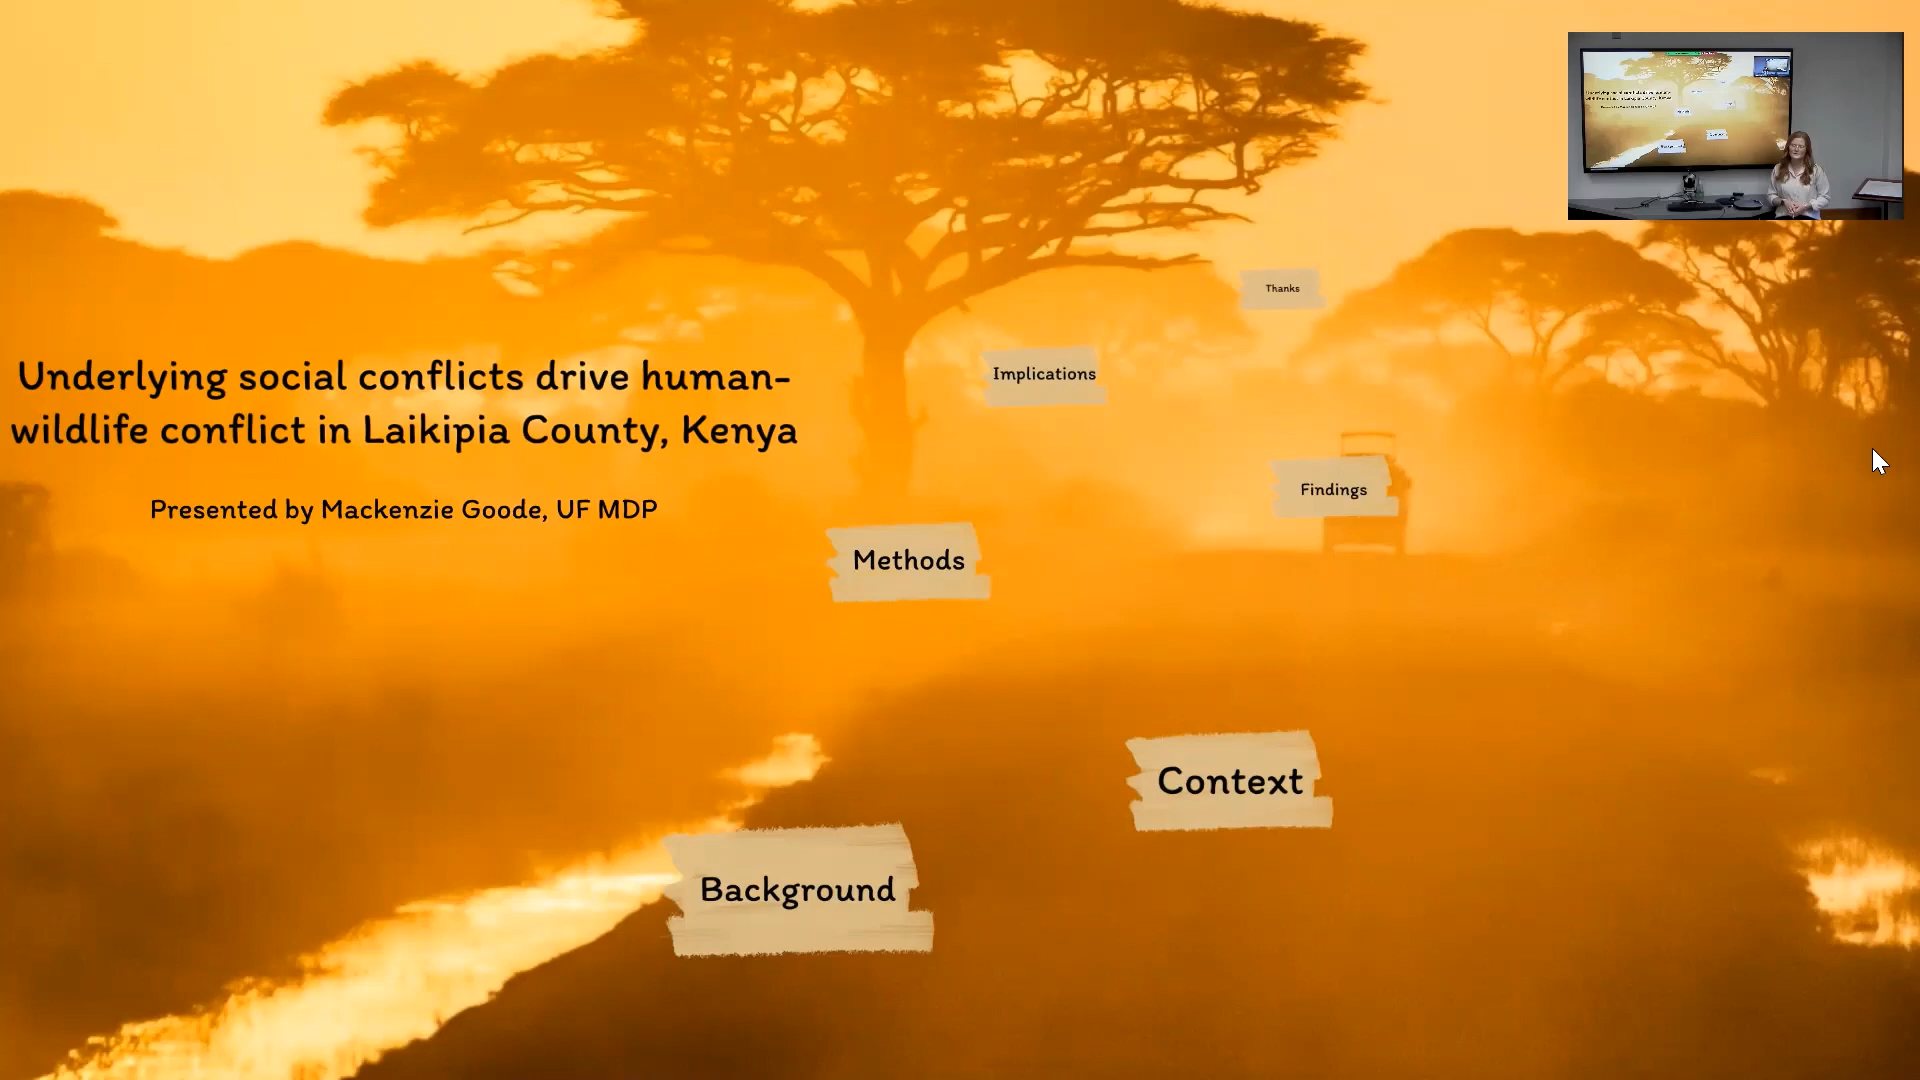 Underlying social conflicts drive human-
wildlife conflict in Laikipia County, Kenya
Presented by Mackenzie Goode, UF MDP
Thanks
Implications
Findings
Methods
Context
Background